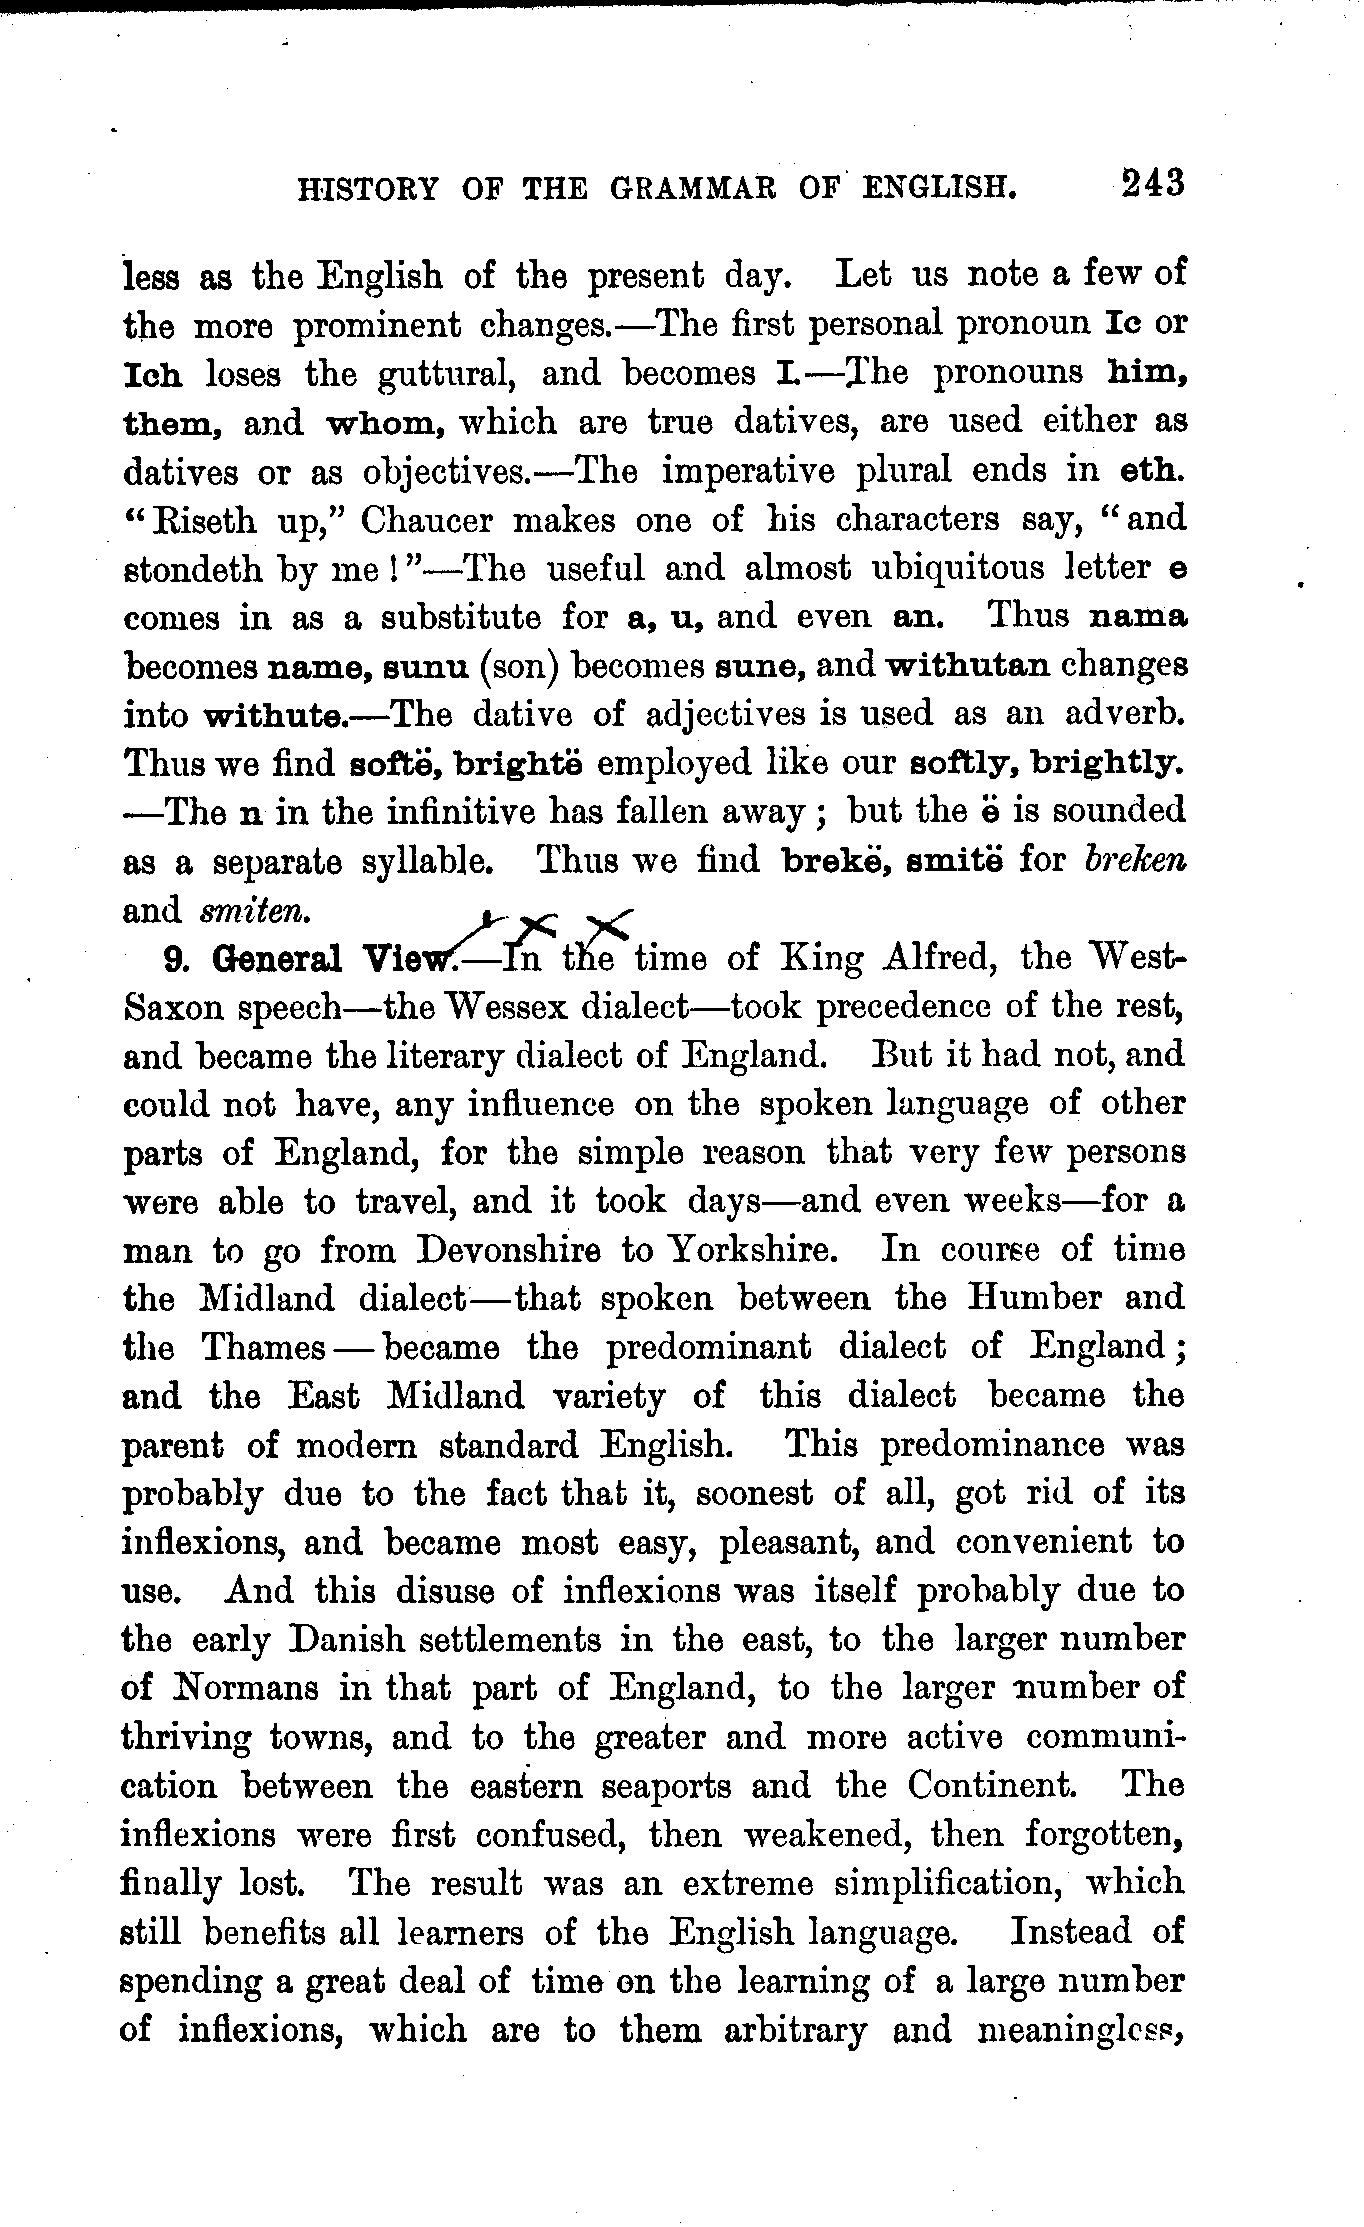 HISTORY OF THE GRAMMAR OF ENGLISH. 243
less as the English of the present day. Let us note a few of
the more prominent changes.—The first personal pronoun Ic or
Ich loses the guttural, and becomes I.—The pronouns him,
them, and whom, which are true datives, are used either as
datives or as objectives.—The imperative plural ends in eth.
“Riseth up,” Chaucer makes one of his characters say, “and
stondeth by me!”—The useful and almost ubiquitous letter e
comes in as a substitute for a, u, and even an. Thus nama
becomes name, sunu (son) becomes sune, and withutan changes
into withute.—The dative of adjectives is used as an adverb.
Thus we find softë, brightë employed like our softly, brightly.
—The n in the infinitive has fallen away; but the ë is sounded
as a separate syllable. Thus we find brekë, smitë for breken
and smiten.
9. General View.—In the time of King Alfred, the West-
Saxon speech—the Wessex dialect—took precedence of the rest,
and became the literary dialect of England. But it had not, and
could not have, any influence on the spoken language of other
parts of England, for the simple reason that very few persons
were able to travel, and it took days—and even weeks—for a
man to go from Devonshire to Yorkshire. In course of time
the Midland dialect—that spoken between the Humber and
the Thames—became the predominant dialect of England;
and the East Midland variety of this dialect became the
parent of modern standard English. This predominance was
probably due to the fact that it, soonest of all, got rid of its
inflexions, and became most easy, pleasant, and convenient to
use. And this disuse of inflexions was itself probably due to
the early Danish settlements in the east, to the larger number
of Normans in that part of England, to the larger number of
thriving towns, and to the greater and more active communi-
cation between the eastern seaports and the Continent. The
inflexions were first confused, then weakened, then forgotten,
finally lost. The result was an extreme simplification, which
still benefits all learners of the English language. Instead of
spending a great deal of time on the learning of a large number
of inflexions, which are to them arbitrary and meaningless,